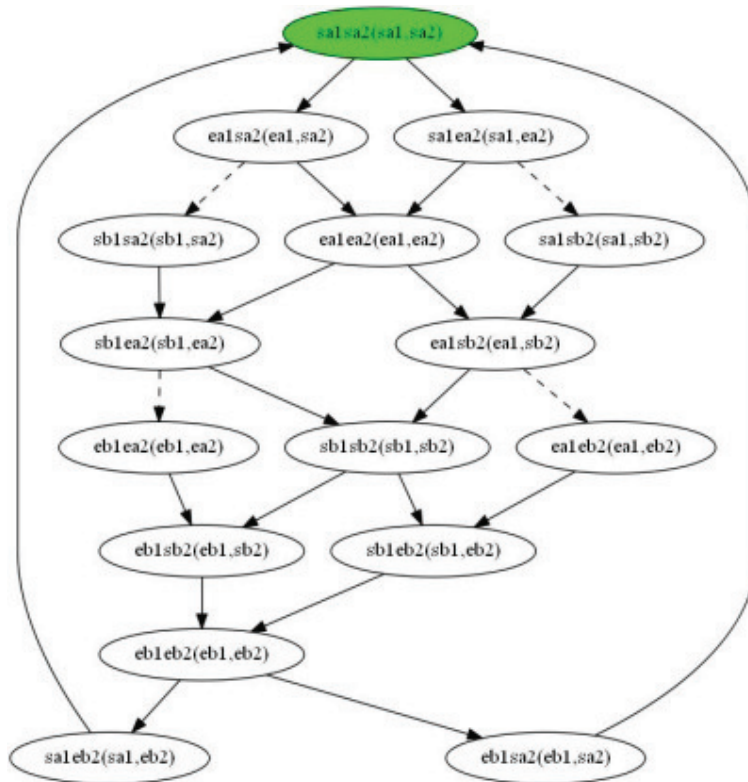 sa1sa2(sa1,sa2)
ea1sa2(ea1,sa2)
sa1ea2(sa1,ea2)
sb1sa2(sb1,sa2)
ea1ea2(ea1,ea2)
sa1sb2(sa1,sb2)
sb1ea2(sb1,ea2)
ea1sb2(ea1,sb2)
eb1ea2(eb1,ea2)
sb1sb2(sb1,sb2)
ea1eb2(ea1,eb2)
eb1sb2(eb1,sb2)
sb1eb2(sb1,eb2)
eb1eb2(eb1,eb2)
sa1eb2(sa1,eb2)
eb1sa2(eb1,sa2)